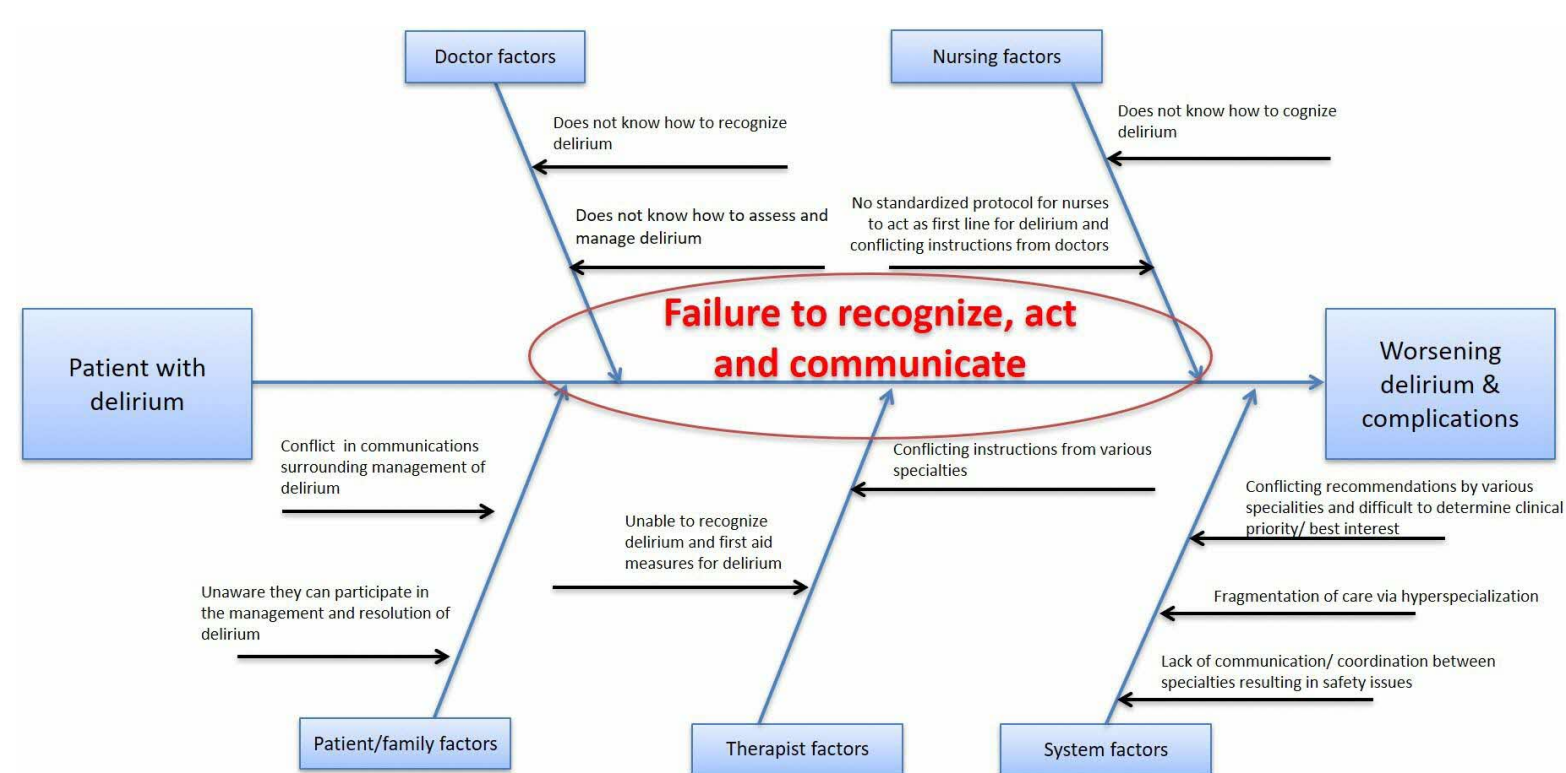 Doctor factors
Nursing factors
Does not know how to recognize
delirium
Does not know how to cognize
delirium
Does not know how to assess and
manage delirium
No standardized protocol for nurses
to act as first line for delirium and
conflicting instructions from doctors
Patient with
delirium
Failure to recognize, act
and communicate
Worsening
delirium &
complications
Conflict in communications
surrounding management of
delirium
Unaware they can participate in
the management and resolution of
delirium
Patient/family factors
Conflicting instructions from various
specialties
Unable to recognize
delirium and first aid
measures for delirium
Therapist factors
Conflicting recommendations by various
specialities and difficult to determine clinical
priority/ best interest
Fragmentation of care via hyperspecialization
Lack of communication/ coordination between
specialties resulting in safety issues
System factors